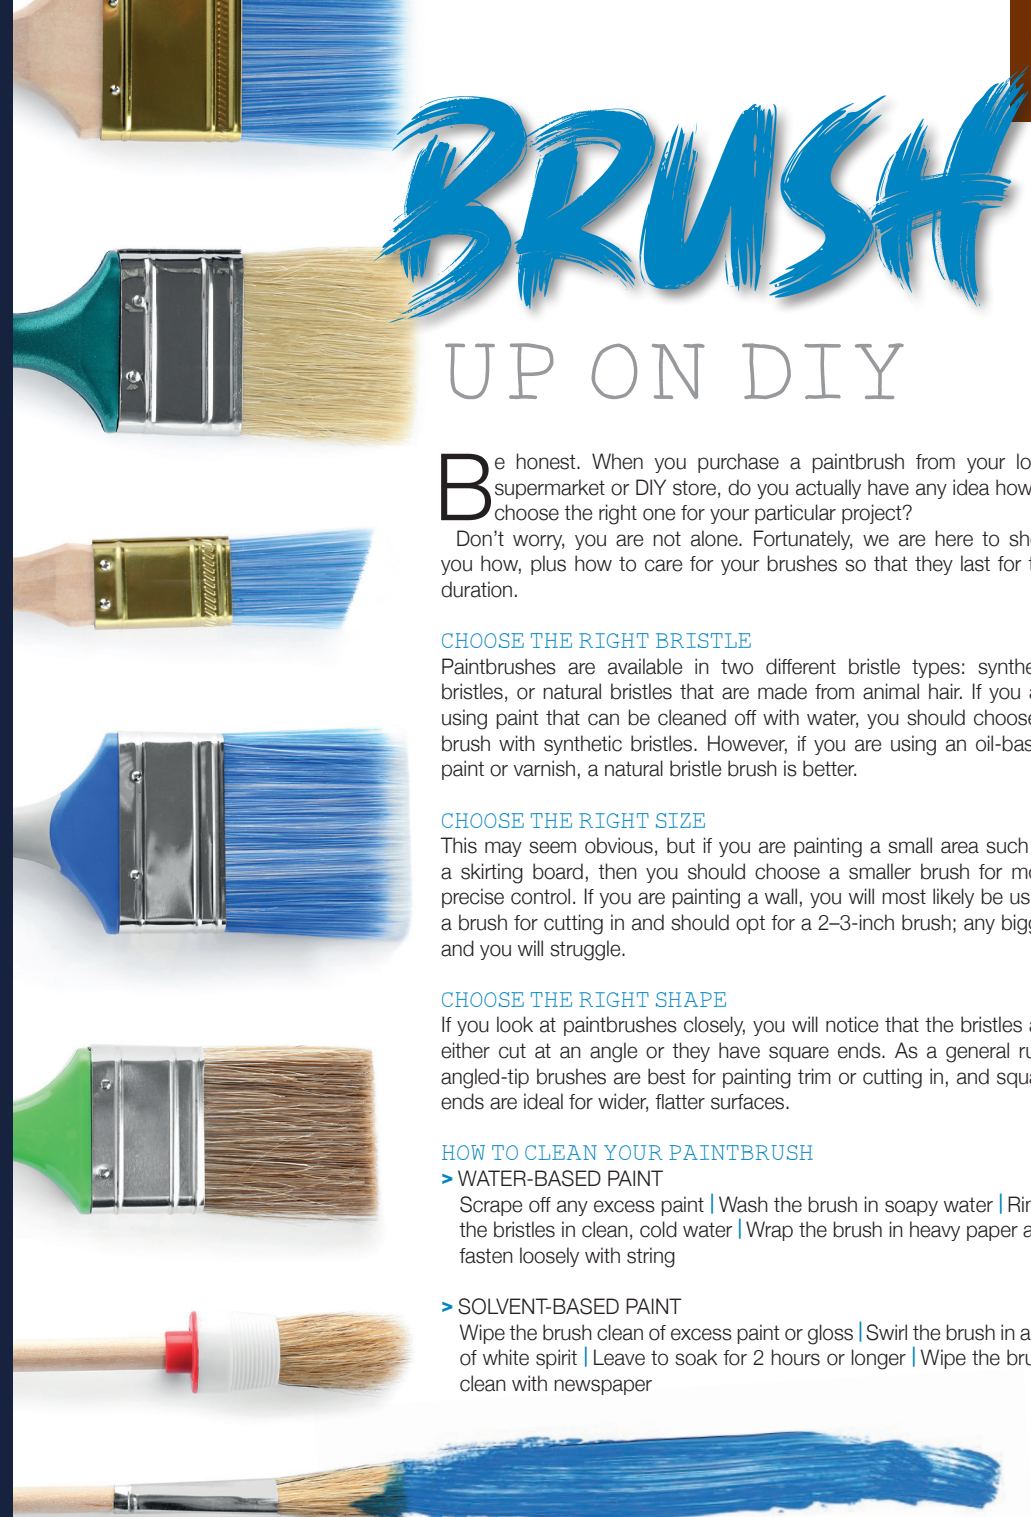 BRUSH
UP ON DIY
Be honest. When you purchase a paintbrush from your lo
supermarket or DIY store, do you actually have any idea how
choose the right one for your particular project?
Don't worry, you are not alone. Fortunately, we are here to sh
you how, plus how to care for your brushes so that they last for t
duration.
CHOOSE THE RIGHT BRISTLE
Paintbrushes are available in two different bristle types: synthe
bristles, or natural bristles that are made from animal hair. If you a
using paint that can be cleaned off with water, you should choose
brush with synthetic bristles. However, if you are using an oil-bas
paint or varnish, a natural bristle brush is better.
CHOOSE THE RIGHT SIZE
This may seem obvious, but if you are painting a small area such
a skirting board, then you should choose a smaller brush for mo
precise control. If you are painting a wall, you will most likely be us
a brush for cutting in and should opt for a 2–3-inch brush; any bigg
and you will struggle.
CHOOSE THE RIGHT SHAPE
If you look at paintbrushes closely, you will notice that the bristles a
either cut at an angle or they have square ends. As a general ru
angled-tip brushes are best for painting trim or cutting in, and squa
ends are ideal for wider, flatter surfaces.
HOW TO CLEAN YOUR PAINTBRUSH
> WATER-BASED PAINT
Scrape off any excess paint | Wash the brush in soapy water | Rin
the bristles in clean, cold water | Wrap the brush in heavy paper a
fasten loosely with string
> SOLVENT-BASED PAINT
Wipe the brush clean of excess paint or gloss | Swirl the brush in a
of white spirit | Leave to soak for 2 hours or longer | Wipe the bru
clean with newspaper